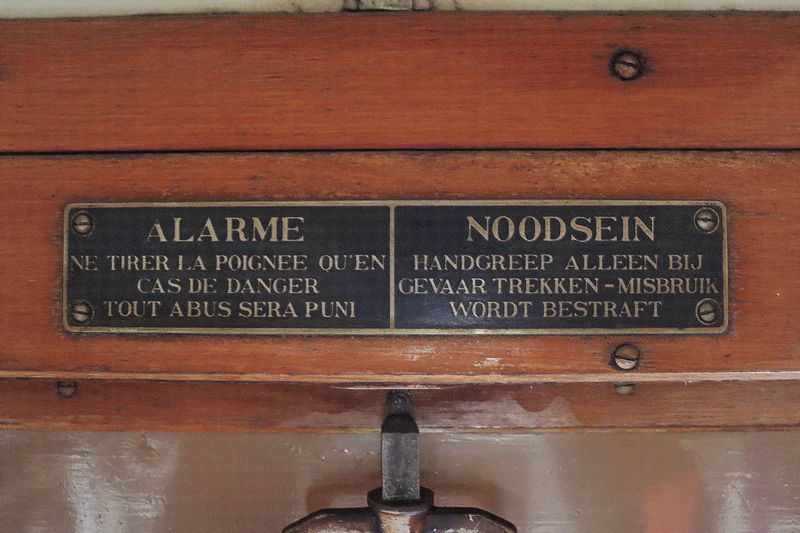 ALARME
NE TIRER LA POIGNEE QU'EN
CAS DE DANGER
TOUT ABUS SERA PUNI
NOODSEIN
HANDGREEP ALLEEN BIJ
GEVAAR TREKKEN - MISBRUIK
WORDT BESTRAFT